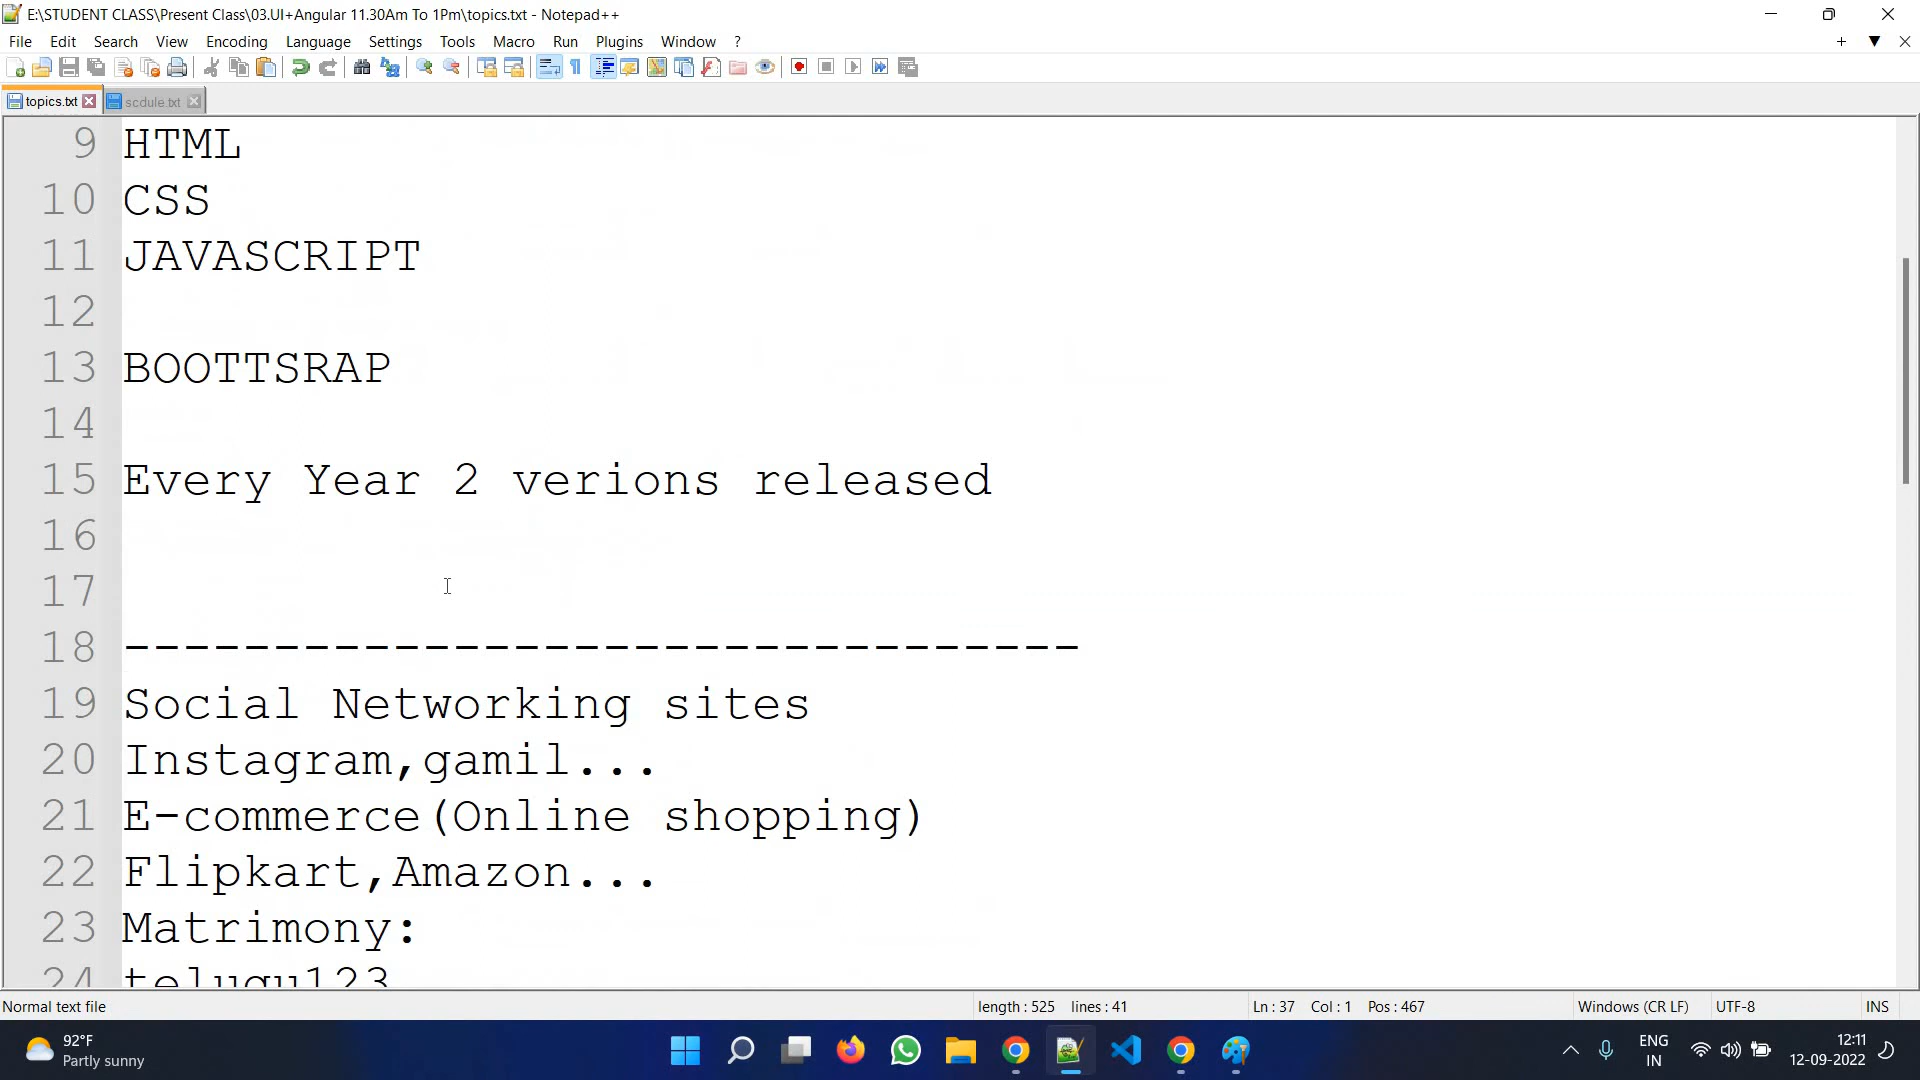 E:\STUDENT CLASS\Present Class\03.UI+Angular 11.30Am To 1Pm\topics.txt - Notepad++
File Edit Search View Encoding Language Settings Tools Macro Run Plugins Window ?
topics.txt scdule.txt
9 HTML
10 CSS
11 JAVASCRIPT
12
13 BOOTTSRAP
14
15 Every Year 2 verions released
16
17
18 --------------------------------
19 Social Networking sites
20 Instagram,gamil...
21 E-commerce(Online shopping)
22 Flipkart,Amazon...
23 Matrimony:
24 telugu123
Normal text file length : 525 lines : 41 Ln : 37 Col : 1 Pos : 467 Windows (CR LF) UTF-8 INS
92°F
Partly sunny
ENG
IN
12:11
12-09-2022